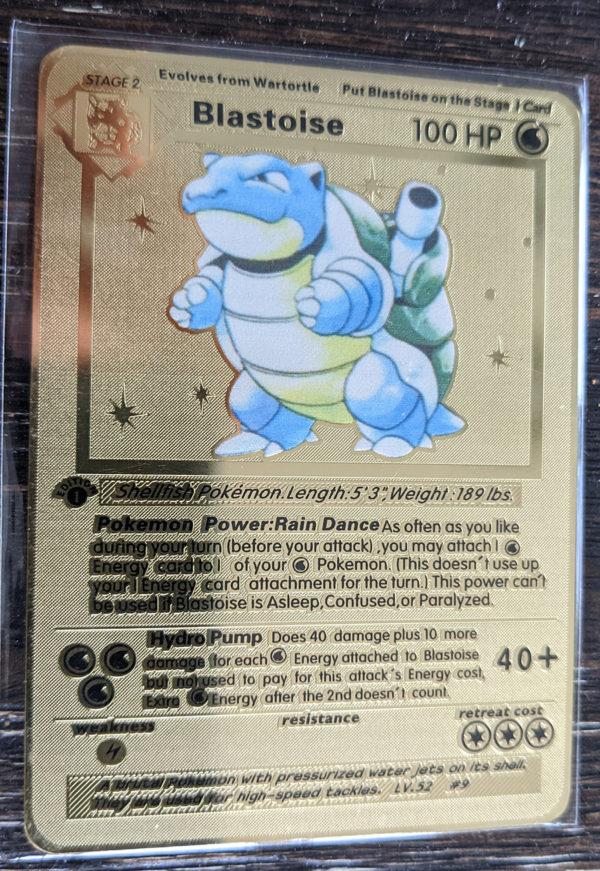 STAGE 2 Evolves from Wartortle Put Blastoise on the Stage 1 Card
Blastoise 100 HP
EDITION 1
Shellfish Pokémon. Length: 5' 3", Weight: 189 lbs.
Pokemon Power:Rain Dance As often as you like
during your turn (before your attack) ,you may attach 1
Energy card to 1 of your Pokemon. (This doesn't use up
your 1 Energy card attachment for the turn.) This power can't
be used if Blastoise is Asleep,Confused,or Paralyzed.
Hydro Pump Does 40 damage plus 10 more
damage for each Energy attached to Blastoise
but not used to pay for this attack's Energy cost,
Extra Energy after the 2nd doesn't count.
40+
weakness resistance retreat cost
A brutal Pokémon with pressurized water jets on its shell.
They are used for high-speed tackles. LV.52 #9